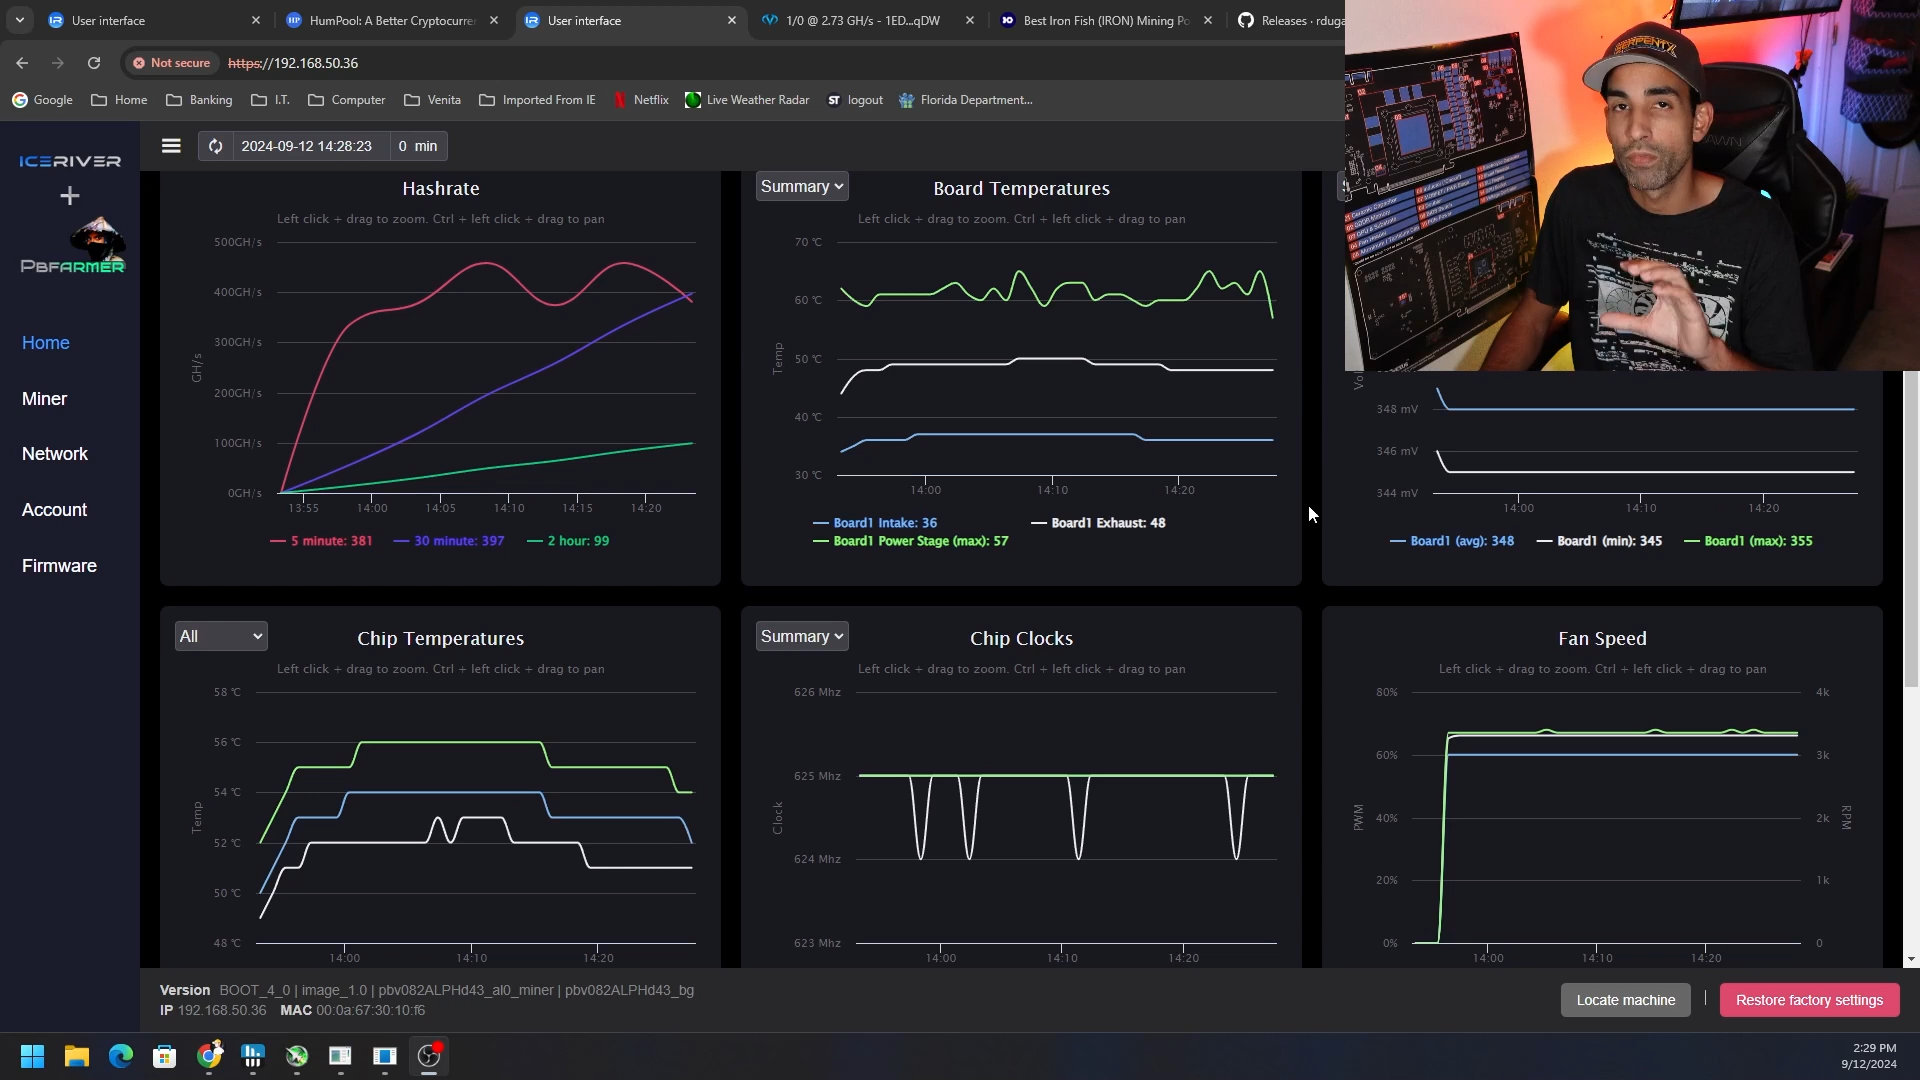 User interface
HumPool: A Better Cryptocurre
User interface
1/0 @ 2.73 GH/s - 1ED...qDW
Best Iron Fish (IRON) Mining Po
Releases · rduga
Not secure
https://192.168.50.36
Google
Home
Banking
I.T.
Computer
Venita
Imported From IE
Netflix
Live Weather Radar
logout
Florida Department...
ICERIVER
+
PBFARMER
2024-09-12 14:28:23
0 min
Home
Miner
Network
Account
Firmware
Hashrate
Left click + drag to zoom. Ctrl + left click + drag to pan
500GH/s
400GH/s
300GH/s
200GH/s
100GH/s
0GH/s
GH/s
13:55 14:00 14:05 14:10 14:15 14:20
5 minute: 381 30 minute: 397 2 hour: 99
Summary
Board Temperatures
Left click + drag to zoom. Ctrl + left click + drag to pan
70 °C
60 °C
50 °C
40 °C
30 °C
Temp
14:00 14:10 14:20
Board1 Intake: 36 Board1 Exhaust: 48
Board1 Power Stage (max): 57
SERPENTX
348 mV
346 mV
344 mV
14:00 14:10 14:20
Board1 (avg): 348 Board1 (min): 345 Board1 (max): 355
All
Chip Temperatures
Left click + drag to zoom. Ctrl + left click + drag to pan
58 °C
56 °C
54 °C
52 °C
50 °C
48 °C
Temp
14:00 14:10 14:20
Summary
Chip Clocks
Left click + drag to zoom. Ctrl + left click + drag to pan
626 Mhz
625 Mhz
624 Mhz
623 Mhz
Clock
14:00 14:10 14:20
Fan Speed
Left click + drag to zoom. Ctrl + left click + drag to pan
80% 4k
60% 3k
40% 2k
20% 1k
0% 0
PWM
RPM
14:00 14:10 14:20
Version BOOT_4_0 | image_1.0 | pbv082ALPHd43_al0_miner | pbv082ALPHd43_bg
IP 192.168.50.36 MAC 00:0a:67:30:10:f6
Locate machine
Restore factory settings
2:29 PM
9/12/2024